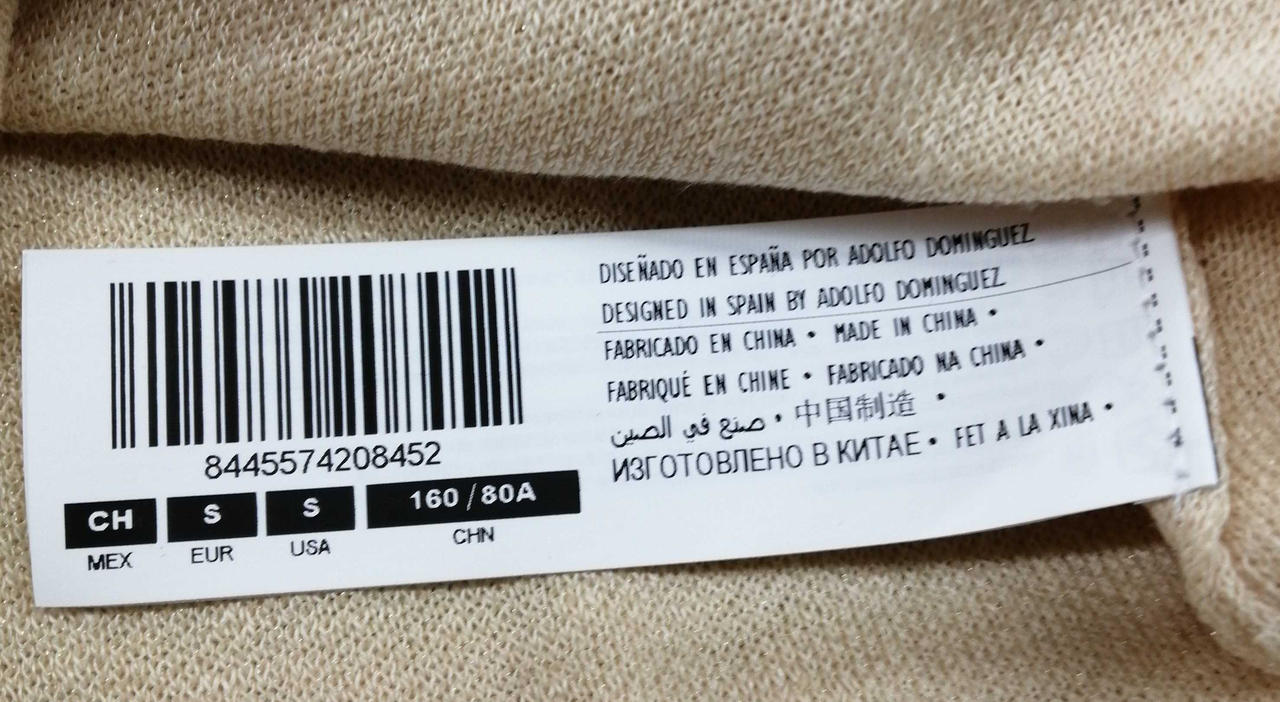 8445574208452
CH S S 160/80A
MEX EUR USA CHN
DISEÑADO EN ESPAÑA POR ADOLFO DOMINGUEZ
DESIGNED IN SPAIN BY ADOLFO DOMINGUEZ
FABRICADO EN CHINA • MADE IN CHINA •
FABRIQUÉ EN CHINE • FABRICADO NA CHINA •
صنع في الصين • 中国制造 •
ИЗГОТОВЛЕНО В КИТАЕ • FET A LA XINA •